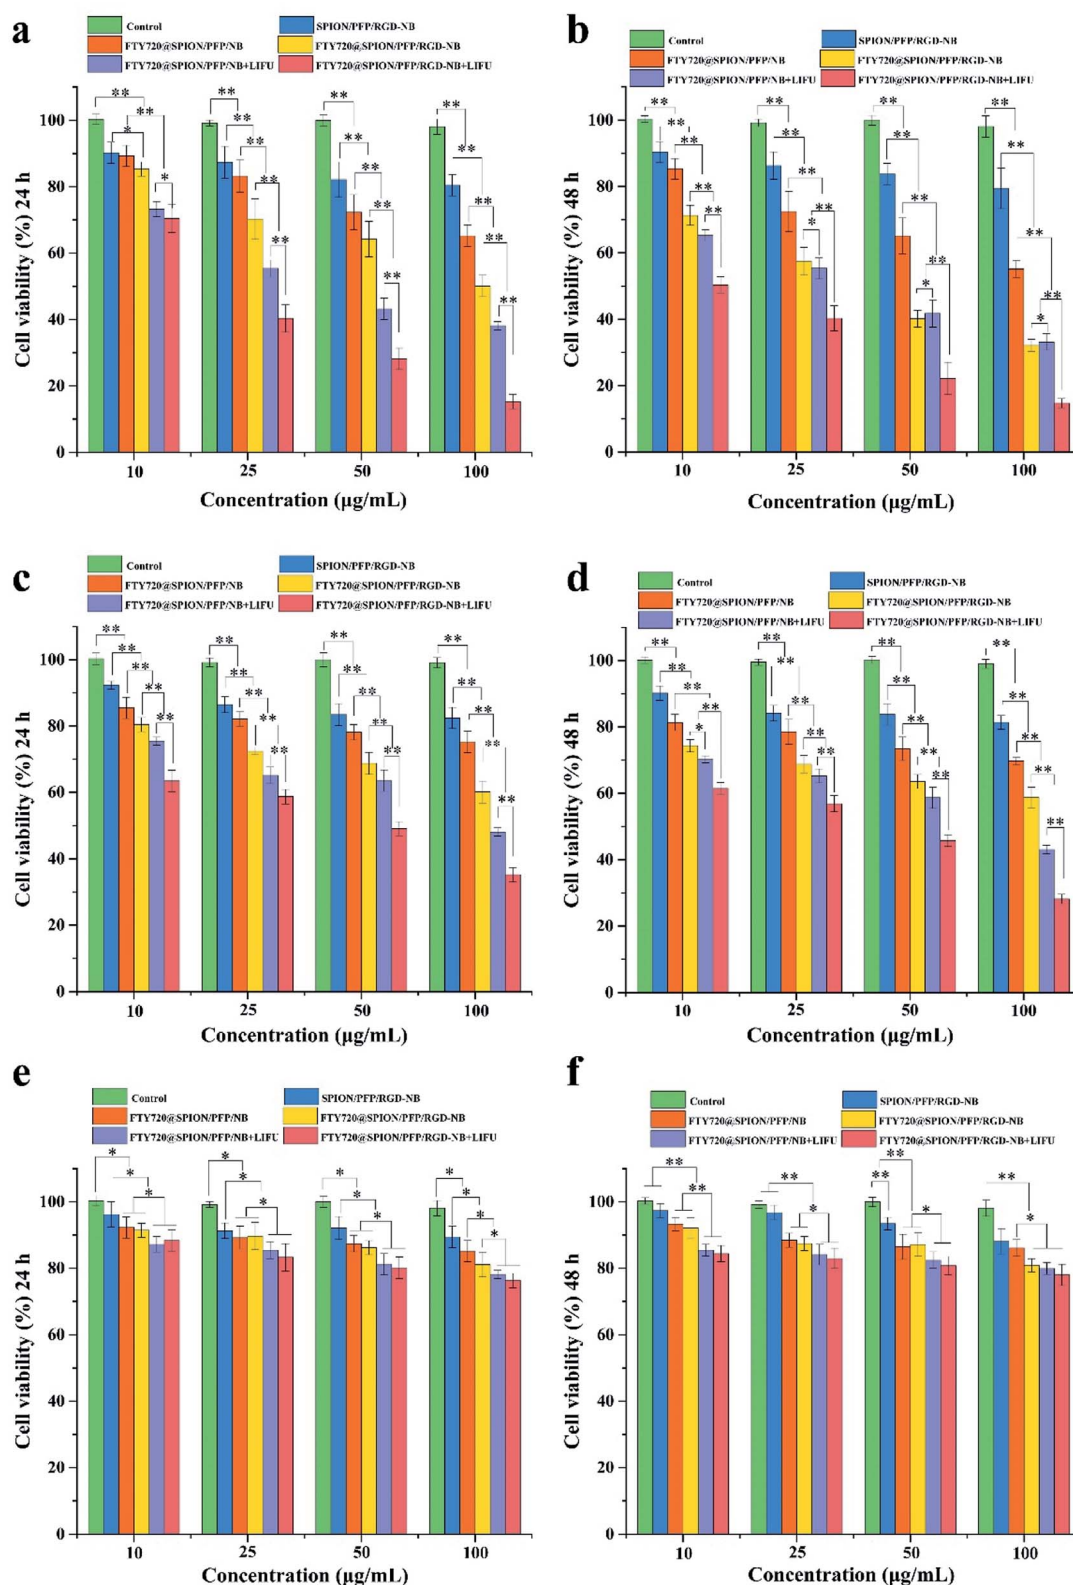 a
Control
SPION/PFP/RGD-NB
FTY720@SPION/PFP/NB
FTY720@SPION/PFP/RGD-NB
FTY720@SPION/PFP/NB+LIFU
FTY720@SPION/PFP/RGD-NB+LIFU
Cell viability (%) 24 h
100
80
60
40
20
0
** ** * ** *
** ** ** ** **
** ** ** ** **
** ** ** ** **
10 25 50 100
Concentration (μg/mL)
b
Control
SPION/PFP/RGD-NB
FTY720@SPION/PFP/NB
FTY720@SPION/PFP/RGD-NB
FTY720@SPION/PFP/NB+LIFU
FTY720@SPION/PFP/RGD-NB+LIFU
Cell viability (%) 48 h
100
80
60
40
20
0
** ** ** ** **
** ** ** * **
** ** ** * **
** ** ** * **
10 25 50 100
Concentration (μg/mL)
c
Control
SPION/PFP/RGD-NB
FTY720@SPION/PFP/NB
FTY720@SPION/PFP/RGD-NB
FTY720@SPION/PFP/NB+LIFU
FTY720@SPION/PFP/RGD-NB+LIFU
Cell viability (%) 24 h
100
80
60
40
20
0
** ** ** ** **
** ** ** ** **
** ** ** ** **
** ** ** ** **
10 25 50 100
Concentration (μg/mL)
d
Control
SPION/PFP/RGD-NB
FTY720@SPION/PFP/NB
FTY720@SPION/PFP/RGD-NB
FTY720@SPION/PFP/NB+LIFU
FTY720@SPION/PFP/RGD-NB+LIFU
Cell viability (%) 48 h
100
80
60
40
20
0
** ** ** * **
** ** ** ** **
** ** ** ** **
** ** ** ** **
10 25 50 100
Concentration (μg/mL)
e
Control
SPION/PFP/RGD-NB
FTY720@SPION/PFP/NB
FTY720@SPION/PFP/RGD-NB
FTY720@SPION/PFP/NB+LIFU
FTY720@SPION/PFP/RGD-NB+LIFU
Cell viability (%) 24 h
100
80
60
40
20
0
* * *
* * *
* * *
* * * *
10 25 50 100
Concentration (μg/mL)
f
Control
SPION/PFP/RGD-NB
FTY720@SPION/PFP/NB
FTY720@SPION/PFP/RGD-NB
FTY720@SPION/PFP/NB+LIFU
FTY720@SPION/PFP/RGD-NB+LIFU
Cell viability (%) 48 h
100
80
60
40
20
0
** **
** *
** ** *
** *
10 25 50 100
Concentration (μg/mL)